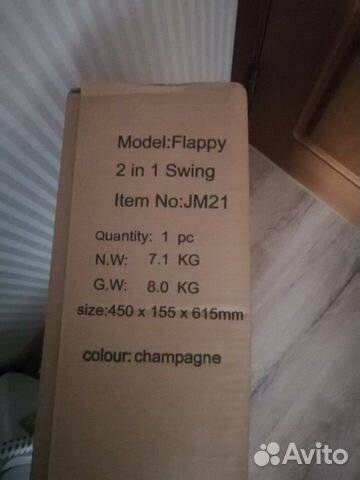 Model:Flappy
2 in 1 Swing
Item No:JM21
Quantity: 1 pc
N.W: 7.1 KG
G.W: 8.0 KG
size:450 x 155 x 615mm
colour: champagne
Avito